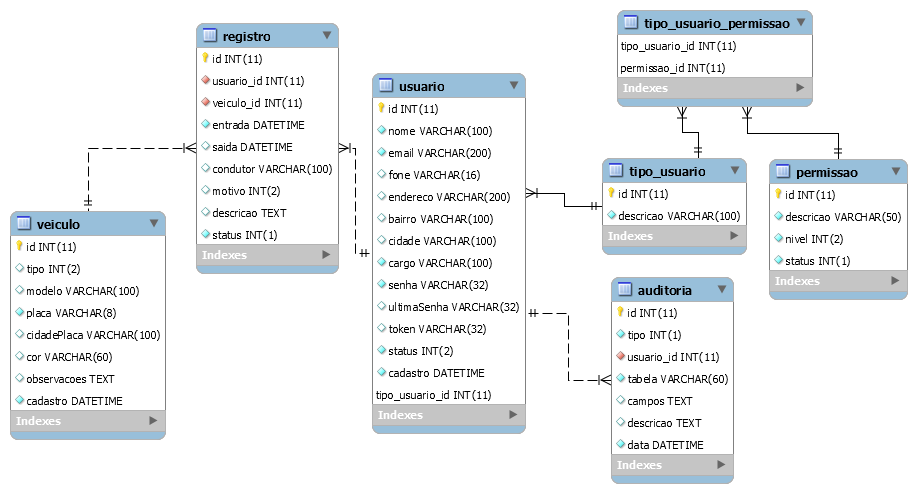 registro
id INT(11)
usuario_id INT(11)
veiculo_id INT(11)
entrada DATETIME
saida DATETIME
condutor VARCHAR(100)
motivo INT(2)
descricao TEXT
status INT(1)
Indexes
veiculo
id INT(11)
tipo INT(2)
modelo VARCHAR(100)
placa VARCHAR(8)
cidadePlaca VARCHAR(100)
cor VARCHAR(60)
observacoes TEXT
cadastro DATETIME
Indexes
usuario
id INT(11)
nome VARCHAR(100)
email VARCHAR(200)
fone VARCHAR(16)
endereco VARCHAR(200)
bairro VARCHAR(100)
cidade VARCHAR(100)
cargo VARCHAR(100)
senha VARCHAR(32)
ultimaSenha VARCHAR(32)
token VARCHAR(32)
status INT(2)
cadastro DATETIME
tipo_usuario_id INT(11)
Indexes
tipo_usuario_permissao
tipo_usuario_id INT(11)
permissao_id INT(11)
Indexes
tipo_usuario
id INT(11)
descricao VARCHAR(100)
Indexes
permissao
id INT(11)
descricao VARCHAR(50)
nivel INT(2)
status INT(1)
Indexes
auditoria
id INT(11)
tipo INT(1)
usuario_id INT(11)
tabela VARCHAR(60)
campos TEXT
descricao TEXT
data DATETIME
Indexes